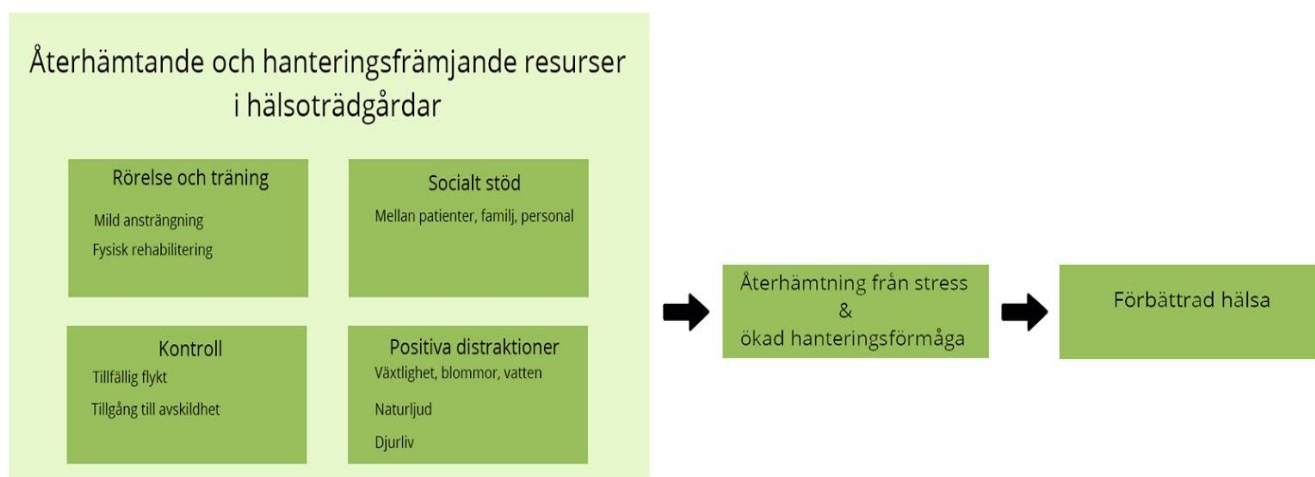 Återhämtande och hanteringsfrämjande resurser
i hälsoträdgårdar
Rörelse och träning
Mild ansträngning
Fysisk rehabilitering
Socialt stöd
Mellan patienter, familj, personal
Kontroll
Tillfällig flykt
Tillgång till avskildhet
Positiva distraktioner
Växtlighet, blommor, vatten
Naturljud
Djurliv
Återhämtning från stress
&
ökad hanteringsförmåga
Förbättrad hälsa